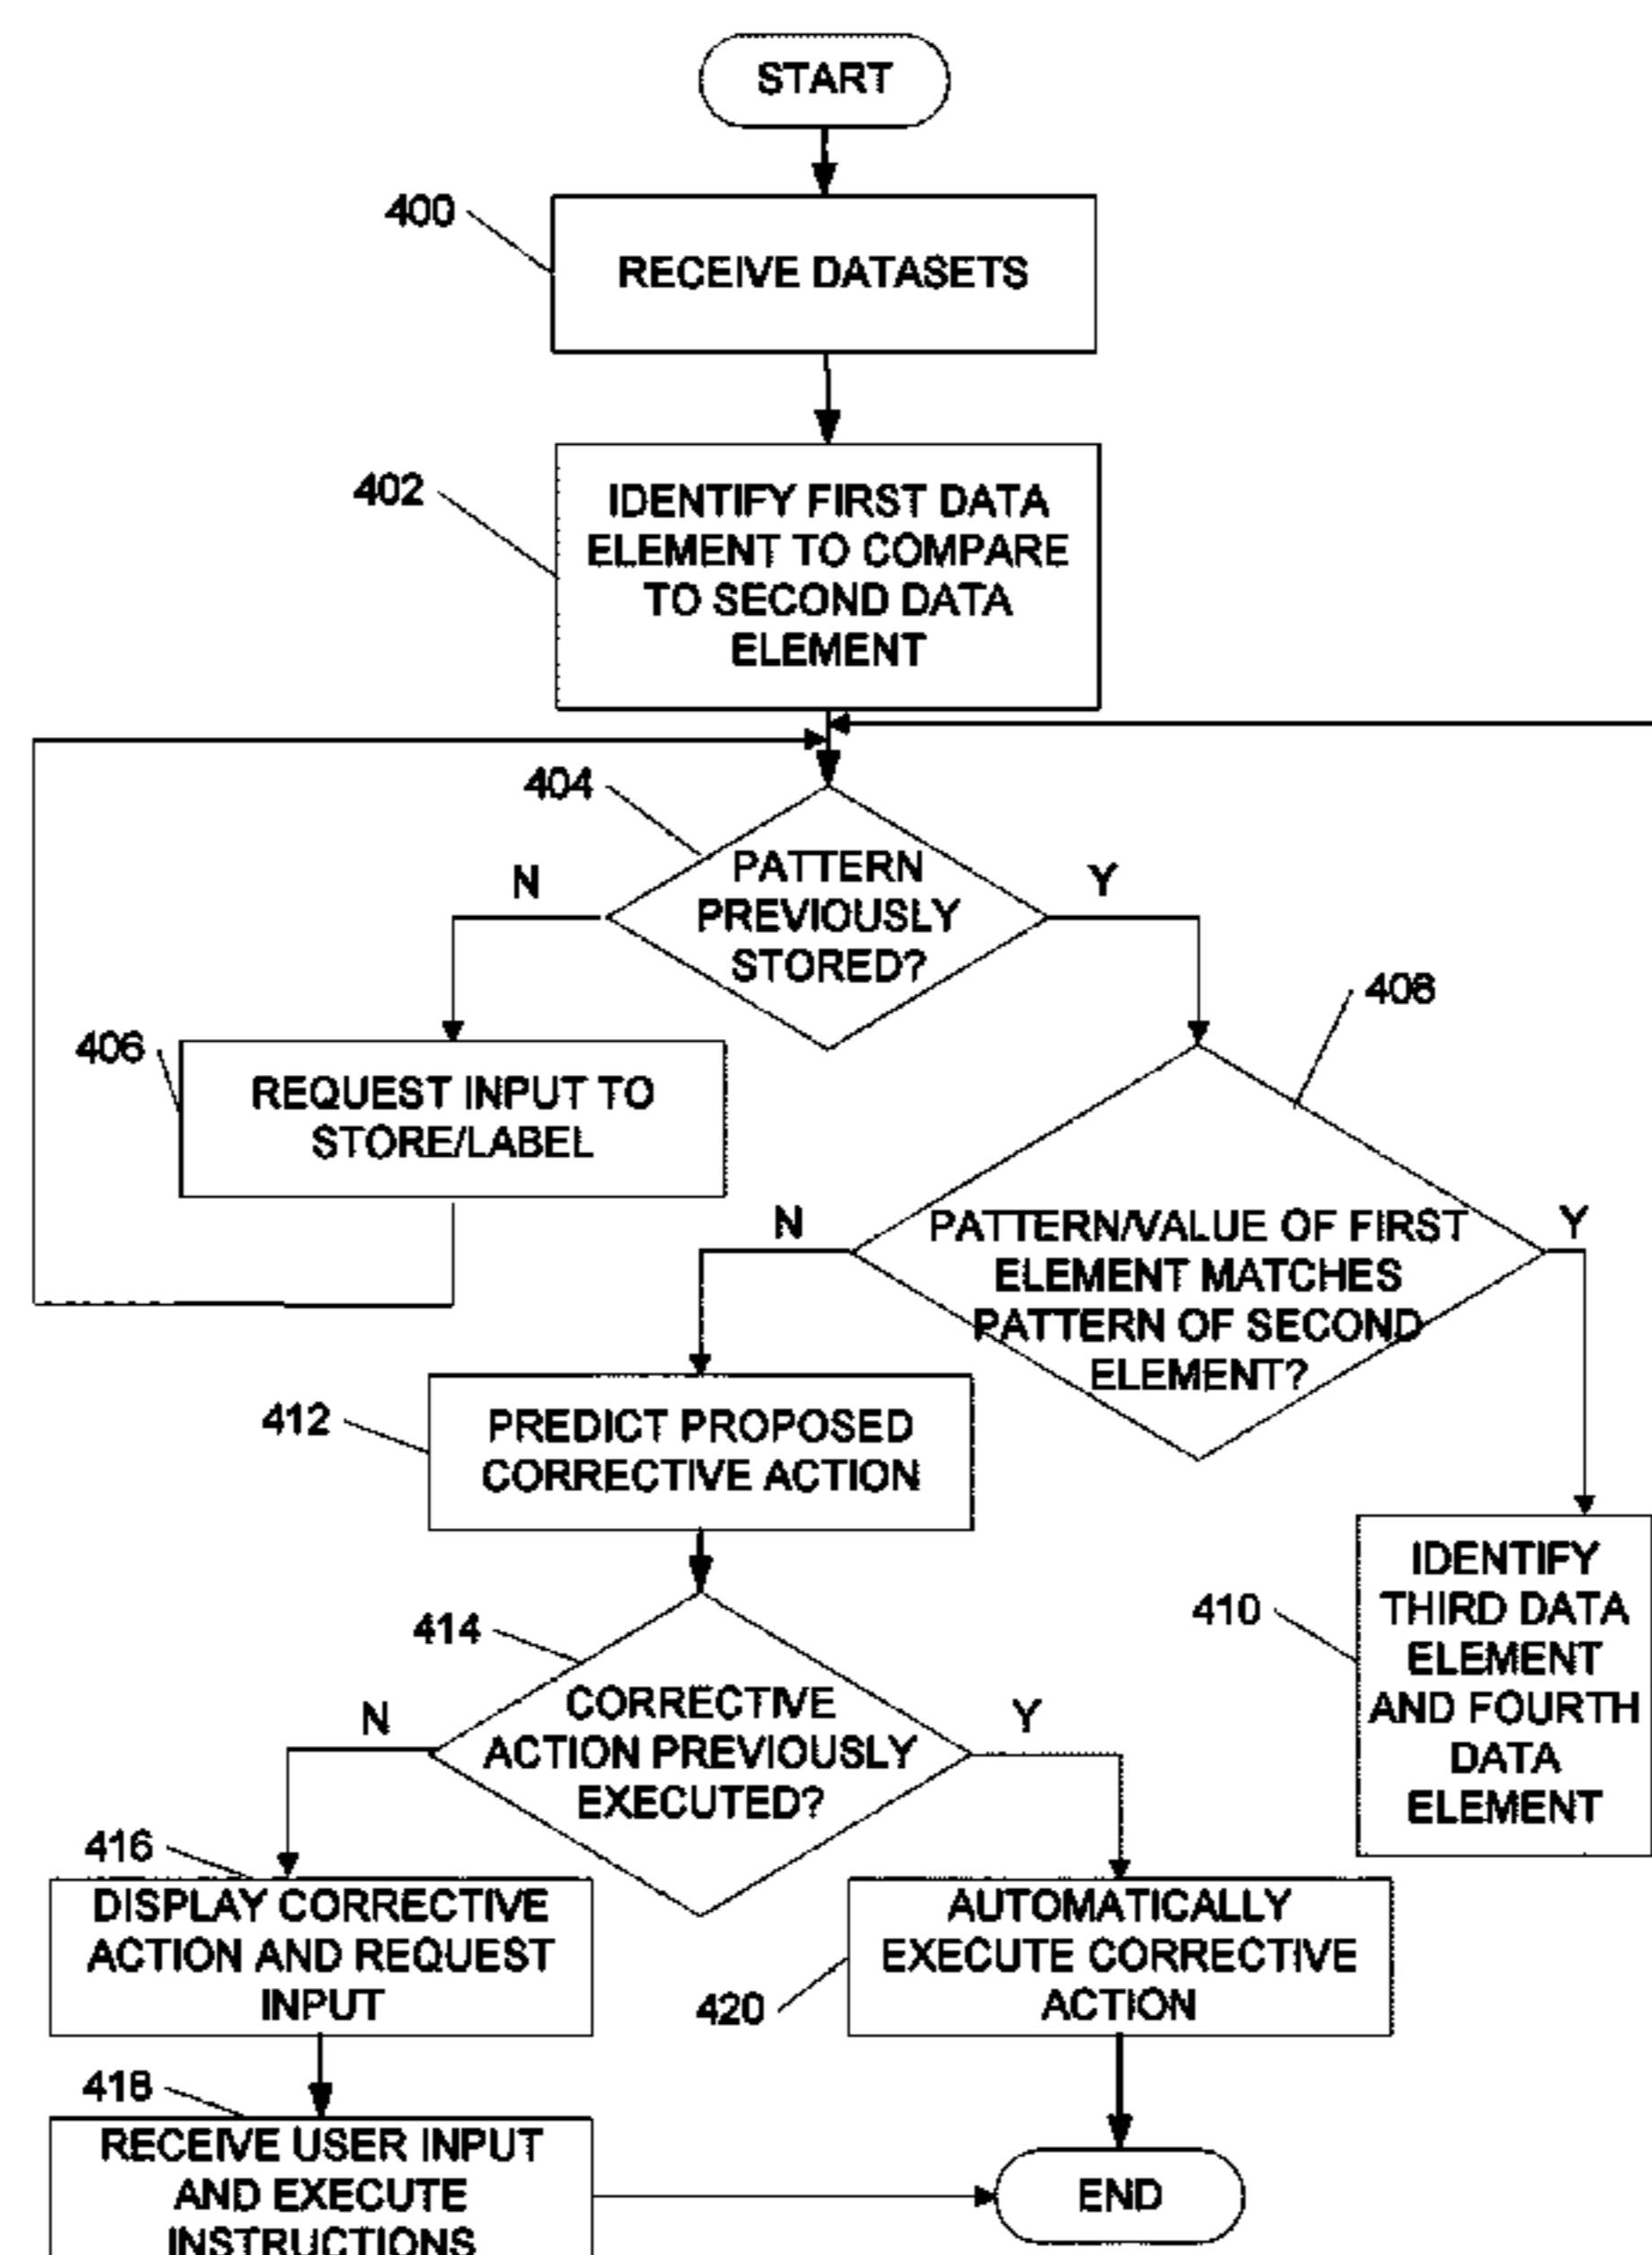 START
400
RECEIVE DATASETS
402
IDENTIFY FIRST DATA
ELEMENT TO COMPARE
TO SECOND DATA
ELEMENT
404
N
PATTERN
PREVIOUSLY
STORED?
Y
408
406
REQUEST INPUT TO
STORE/LABEL
N
PATTERN/VALUE OF FIRST
ELEMENT MATCHES
PATTERN OF SECOND
ELEMENT?
Y
412
PREDICT PROPOSED
CORRECTIVE ACTION
410
IDENTIFY
THIRD DATA
ELEMENT
AND FOURTH
DATA
ELEMENT
414
N
CORRECTIVE
ACTION PREVIOUSLY
EXECUTED?
Y
416
DISPLAY CORRECTIVE
ACTION AND REQUEST
INPUT
420
AUTOMATICALLY
EXECUTE CORRECTIVE
ACTION
418
RECEIVE USER INPUT
AND EXECUTE
INSTRUCTIONS
END